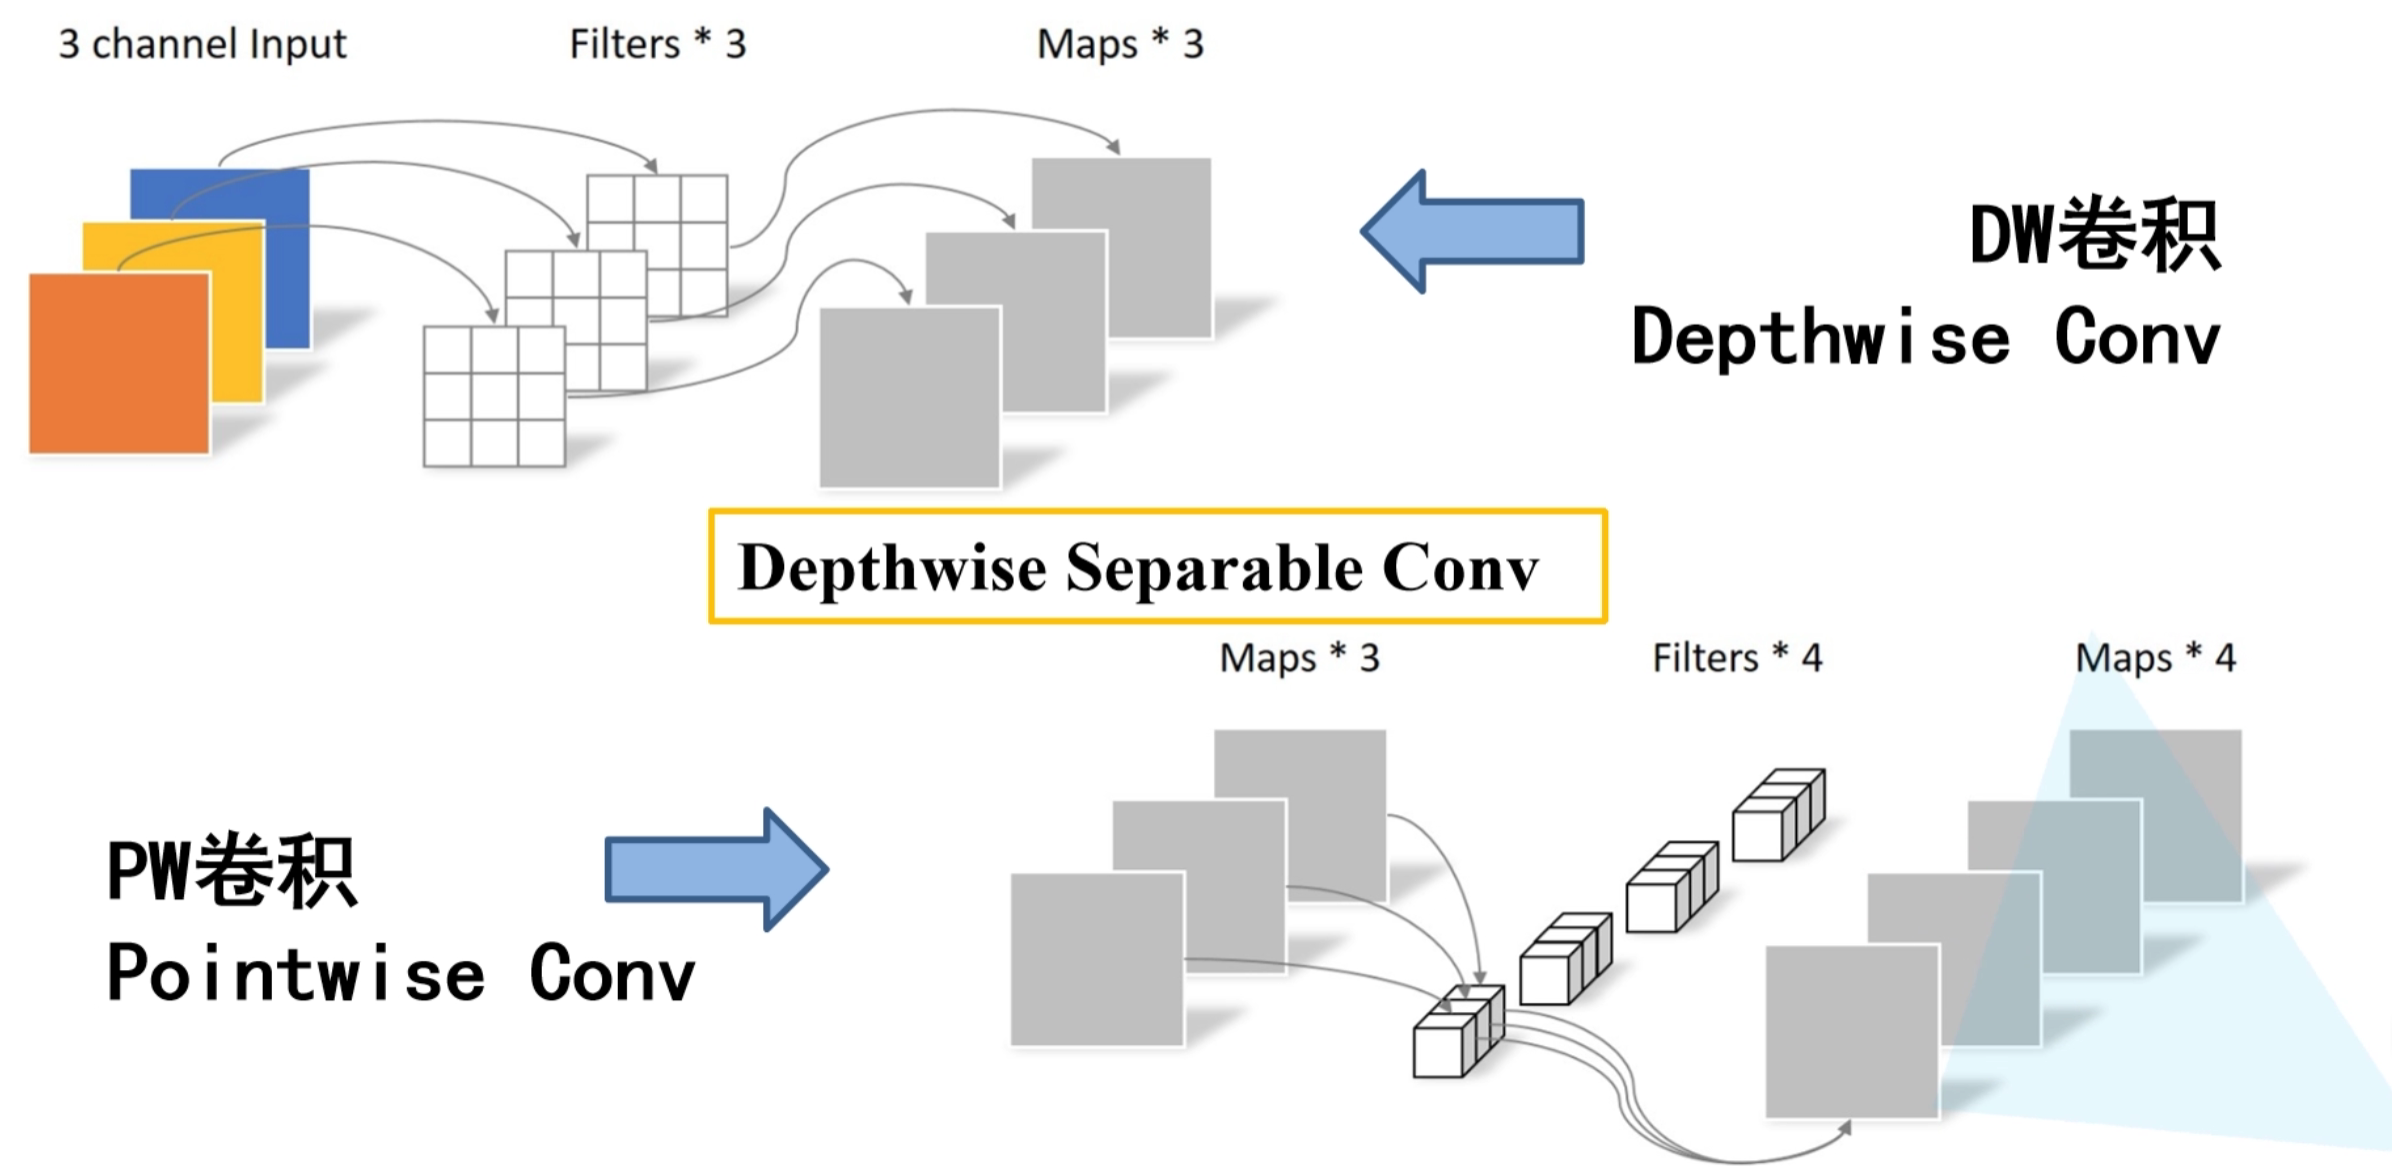 3 channel Input
Filters * 3
Maps * 3
DW卷积
Depthwise Conv
Depthwise Separable Conv
Maps * 3
Filters * 4
Maps * 4
PW卷积
Pointwise Conv